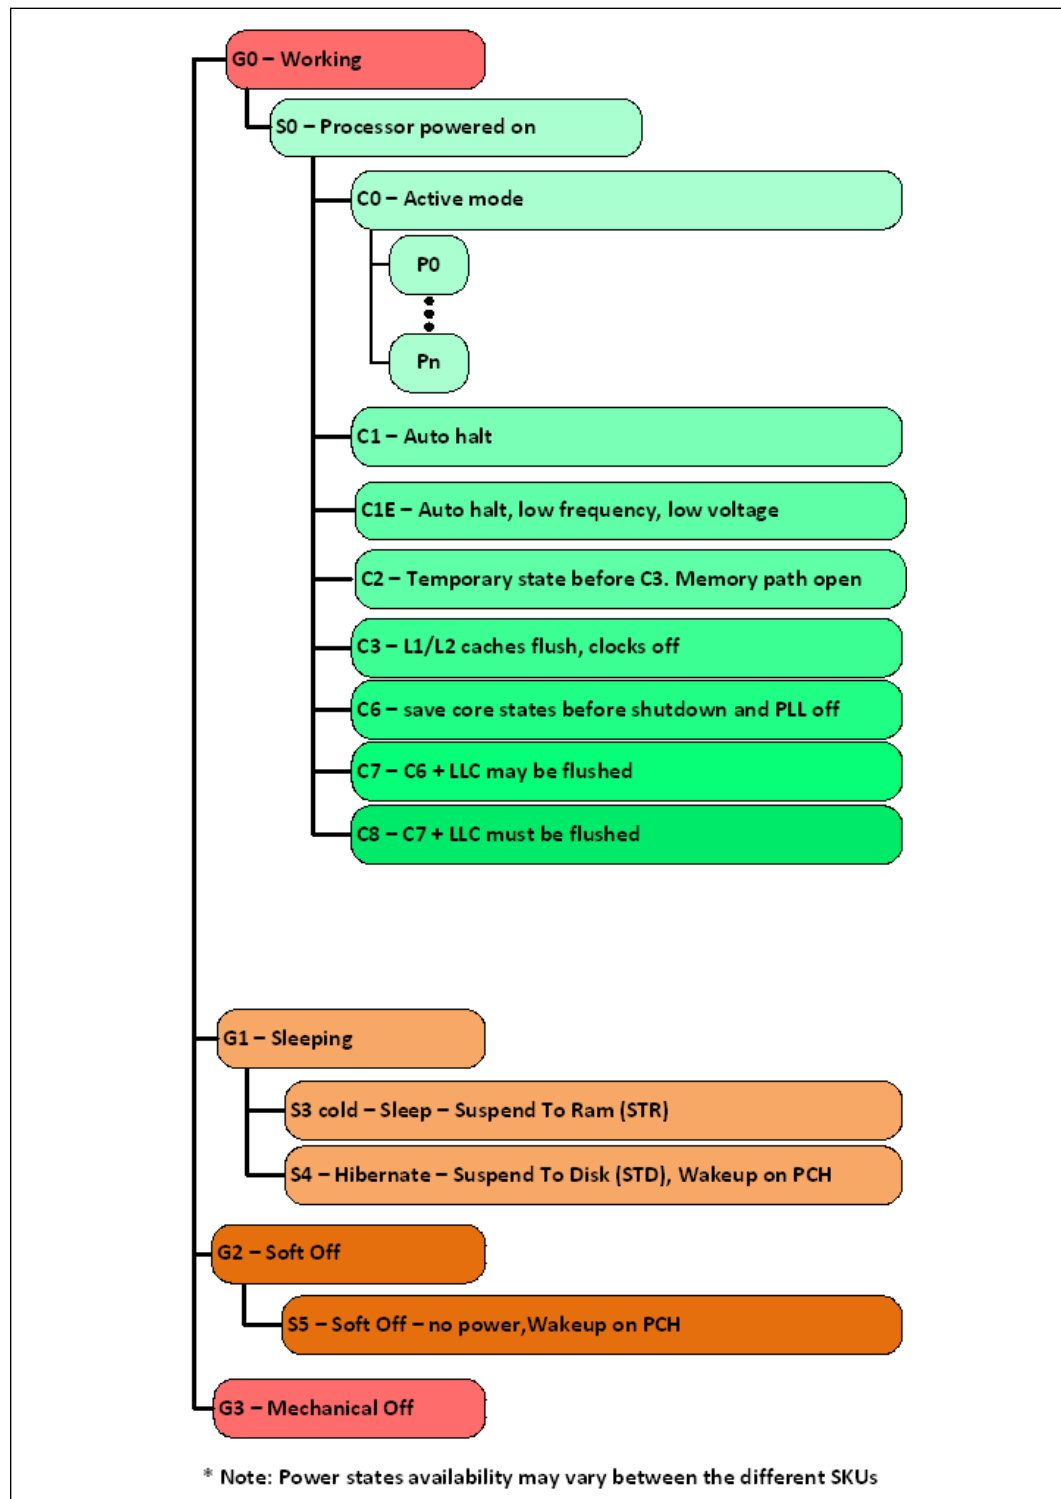 G0 – Working
S0 – Processor powered on
C0 – Active mode
P0
Pn
C1 – Auto halt
C1E – Auto halt, low frequency, low voltage
C2 – Temporary state before C3. Memory path open
C3 – L1/L2 caches flush, clocks off
C6 – save core states before shutdown and PLL off
C7 – C6 + LLC may be flushed
C8 – C7 + LLC must be flushed
G1 – Sleeping
S3 cold – Sleep – Suspend To Ram (STR)
S4 – Hibernate – Suspend To Disk (STD), Wakeup on PCH
G2 – Soft Off
S5 – Soft Off – no power,Wakeup on PCH
G3 – Mechanical Off
* Note: Power states availability may vary between the different SKUs